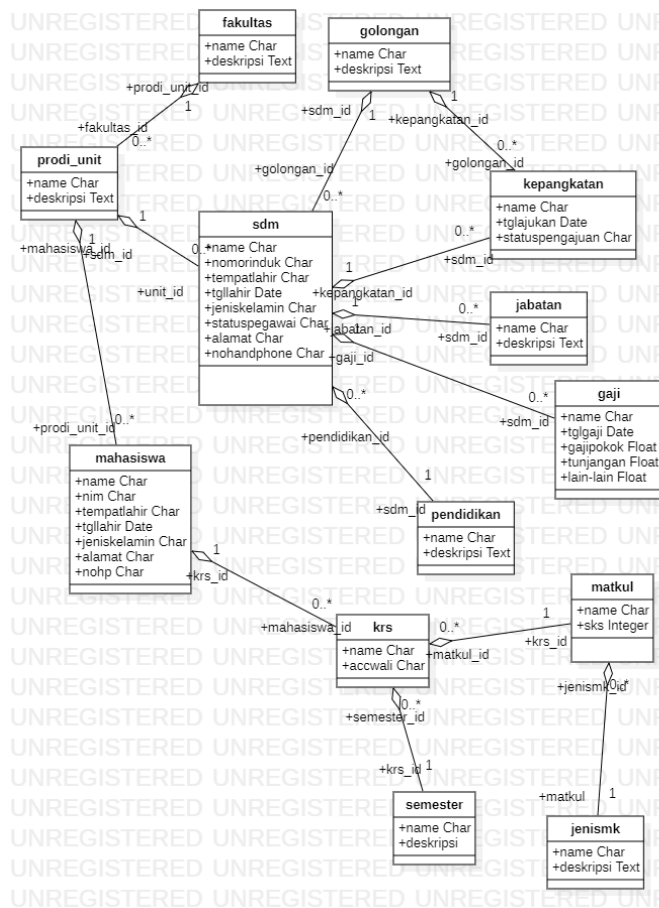 fakultas
+name Char
+deskripsi Text
golongan
+name Char
+deskripsi Text
+prodi_unit_id
1
+fakultas_id
0..*
+sdm_id
1
1
+kepangkatan_id
0..*
+golongan_id
+golongan_id
0..*
prodi_unit
+name Char
+deskripsi Text
kepangkatan
+name Char
+tglajukan Date
+statuspengajuan Char
1
+mahasiswa_id
1
+sdm_id
0..*
+unit_id
sdm
+name Char
+nomorinduk Char
+tempatlahir Char
+tgllahir Date
+jeniskelamin Char
+statuspegawai Char
+alamat Char
+nohandphone Char
0..*
+sdm_id
1
+kepangkatan_id
1
+jabatan_id
0..*
+sdm_id
jabatan
+name Char
+deskripsi Text
1
+gaji_id
0..*
+sdm_id
gaji
+name Char
+tglgaji Date
+gajipokok Float
+tunjangan Float
+lain-lain Float
0..*
+pendidikan_id
1
+sdm_id
0..*
+prodi_unit_id
mahasiswa
+name Char
+nim Char
+tempatlahir Char
+tgllahir Date
+jeniskelamin Char
+alamat Char
+nohp Char
pendidikan
+name Char
+deskripsi Text
1
+krs_id
0..*
+mahasiswa_id
krs
+name Char
+accwali Char
0..*
+matkul_id
1
+krs_id
matkul
+name Char
+sks Integer
+jenismk_id
0..*
0..*
+semester_id
+krs_id
1
1
+matkul
semester
+name Char
+deskripsi
jenismk
+name Char
+deskripsi Text
UNREGISTERED UNREGISTERED UNREGISTERED